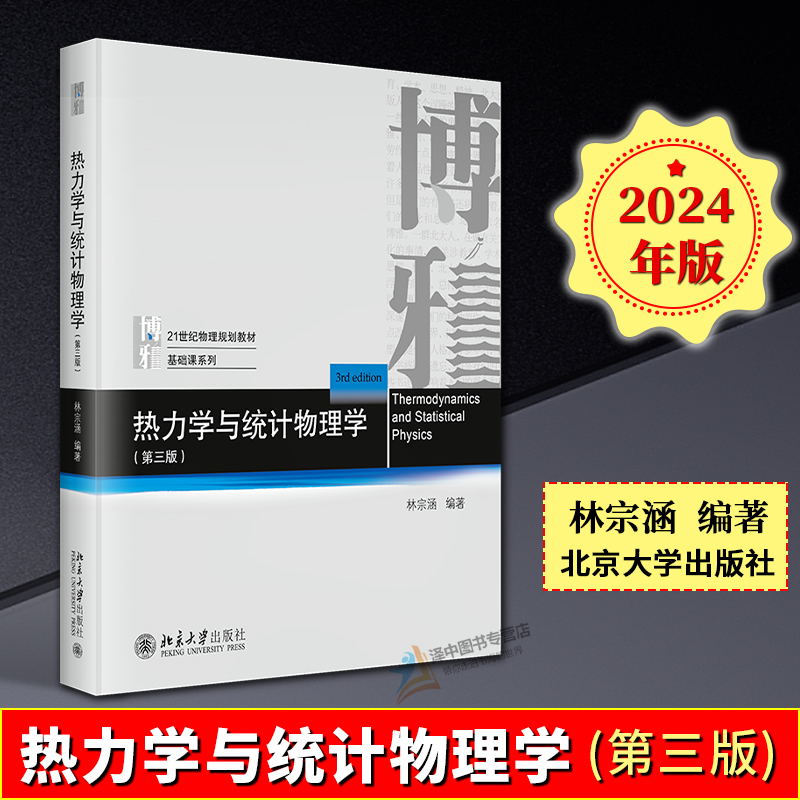 博雅
热力学与统计物理学
(第三版)
林宗涵 编著
北京大学出版社
PEKING UNIVERSITY PRESS
博雅
博雅
21世纪物理规划教材
基础课系列
3rd edition
热力学与统计物理学
(第三版)
Thermodynamics
and Statistical
Physics
林宗涵 编著
北京大学出版社
PEKING UNIVERSITY PRESS
泽中图书专营店
2024
年版
林宗涵 编著
北京大学出版社
热力学与统计物理学 (第三版)